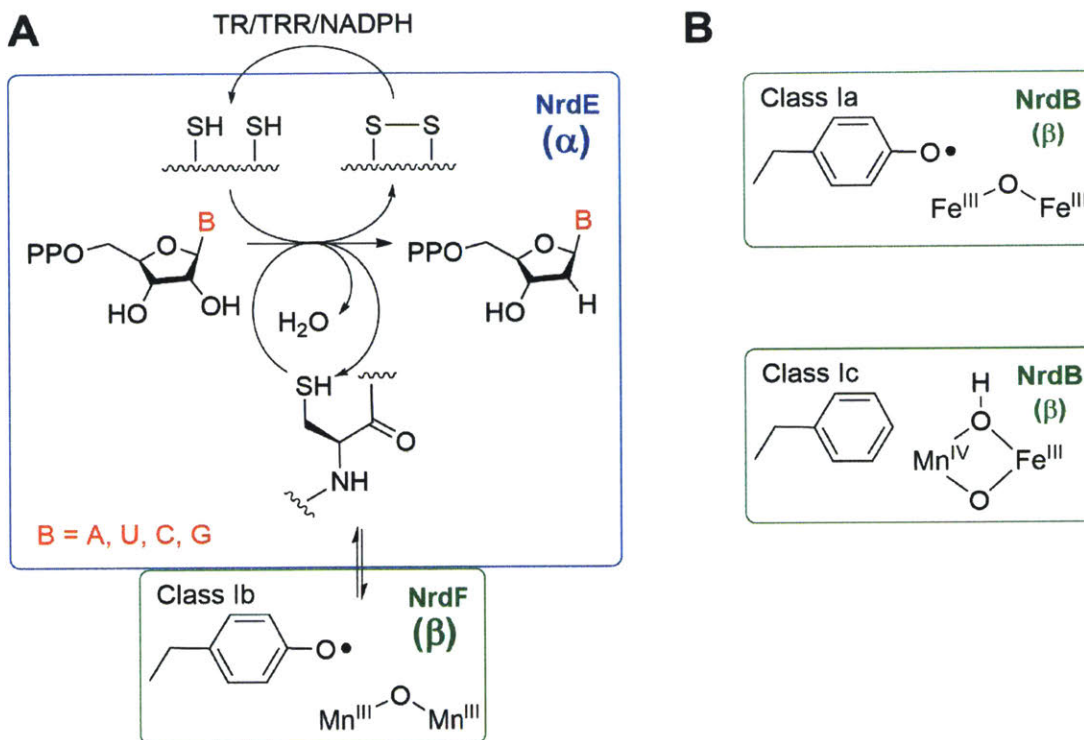 A
TR/TRR/NADPH
NrdE
(α)
SH SH
S S
B
PPO
O
HO
OH
H2O
B
PPO
O
HO
H
SH
O
NH
B = A, U, C, G
Class Ib
NrdF
(β)
O•
O
MnIII MnIII
B
Class Ia
NrdB
(β)
O•
O
FeIII FeIII
Class Ic
NrdB
(β)
H
O
MnIV FeIII
O